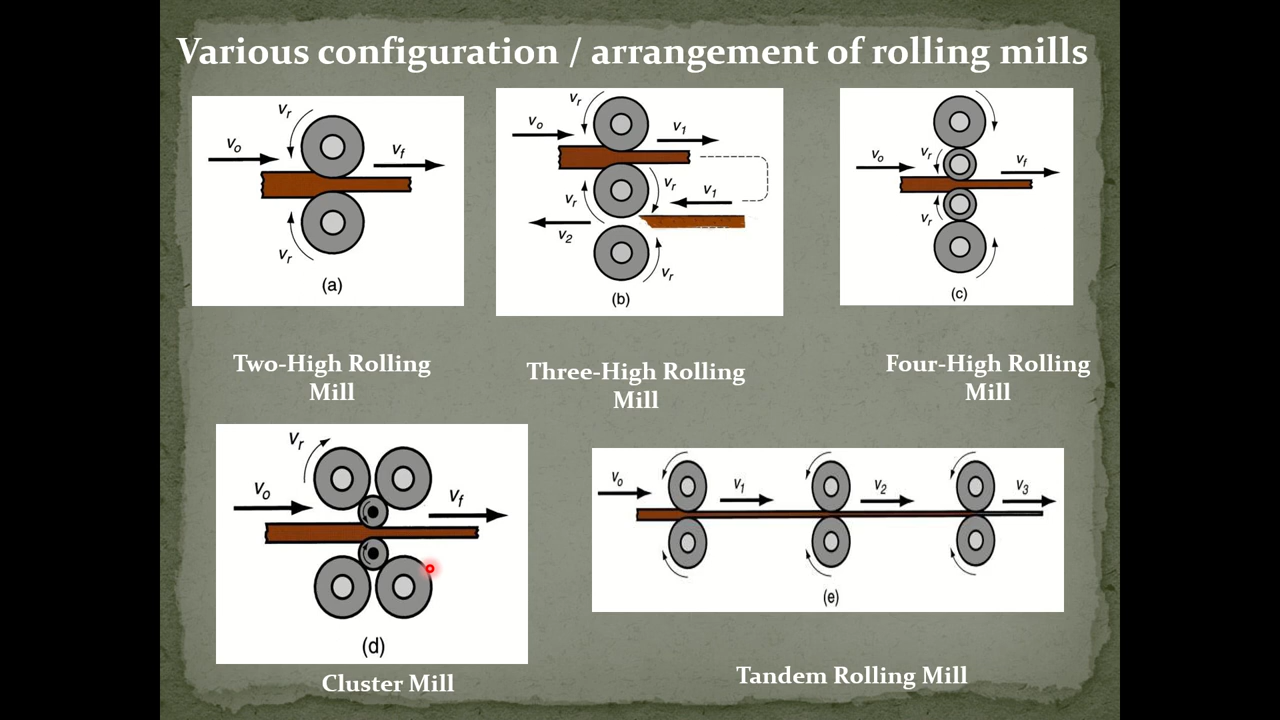 Various configuration / arrangement of rolling mills
vr
vo
vf
vr
(a)
vr
vo
v1
vr
v1
vr
v2
vr
(b)
vo
vr
vf
vr
(c)
Two-High Rolling
Mill
Three-High Rolling
Mill
Four-High Rolling
Mill
vr
vo
vf
(d)
Cluster Mill
vo
v1
v2
v3
(e)
Tandem Rolling Mill